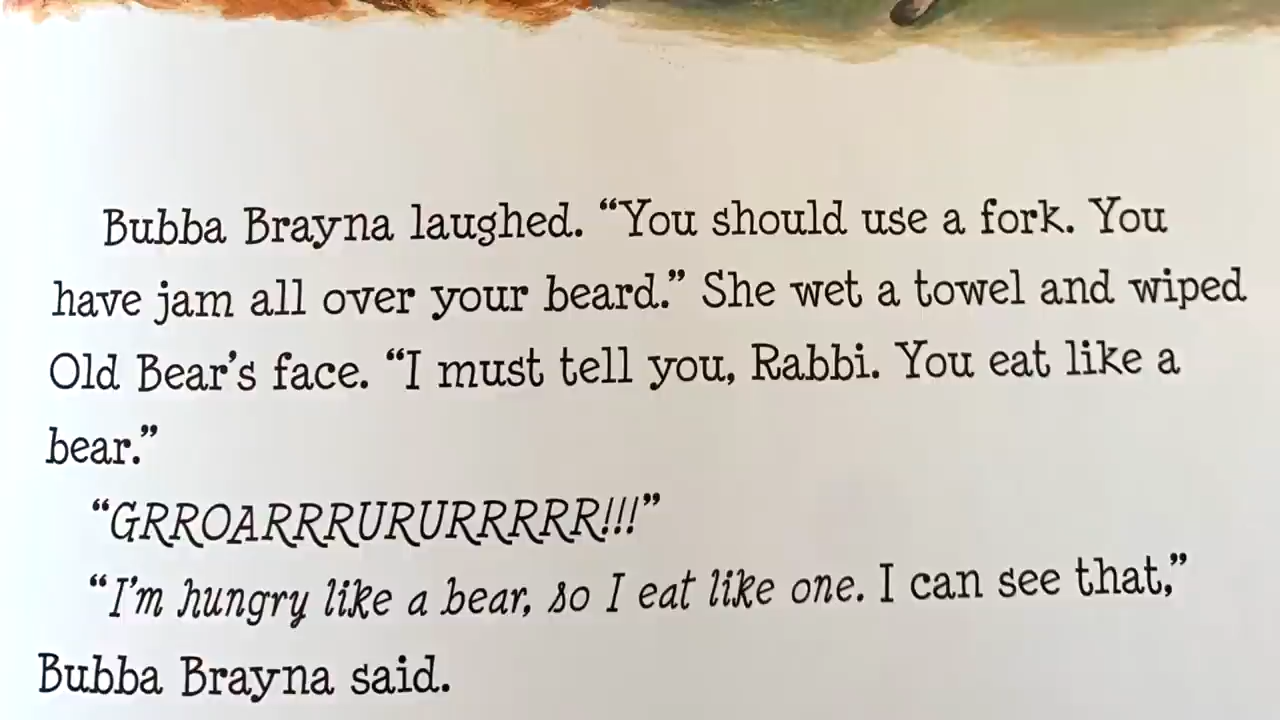 Bubba Brayna laughed. “You should use a fork. You
have jam all over your beard.” She wet a towel and wiped
Old Bear’s face. “I must tell you, Rabbi. You eat like a
bear.”
“GRROARRRURURRRRR!!!”
“I’m hungry like a bear, so I eat like one. I can see that,”
Bubba Brayna said.